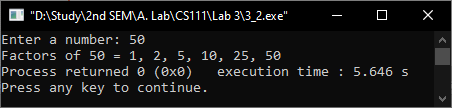 "D:\Study\2nd SEM\A. Lab\CS111\Lab 3\3_2.exe"
Enter a number: 50
Factors of 50 = 1, 2, 5, 10, 25, 50
Process returned 0 (0x0)   execution time : 5.646 s
Press any key to continue.